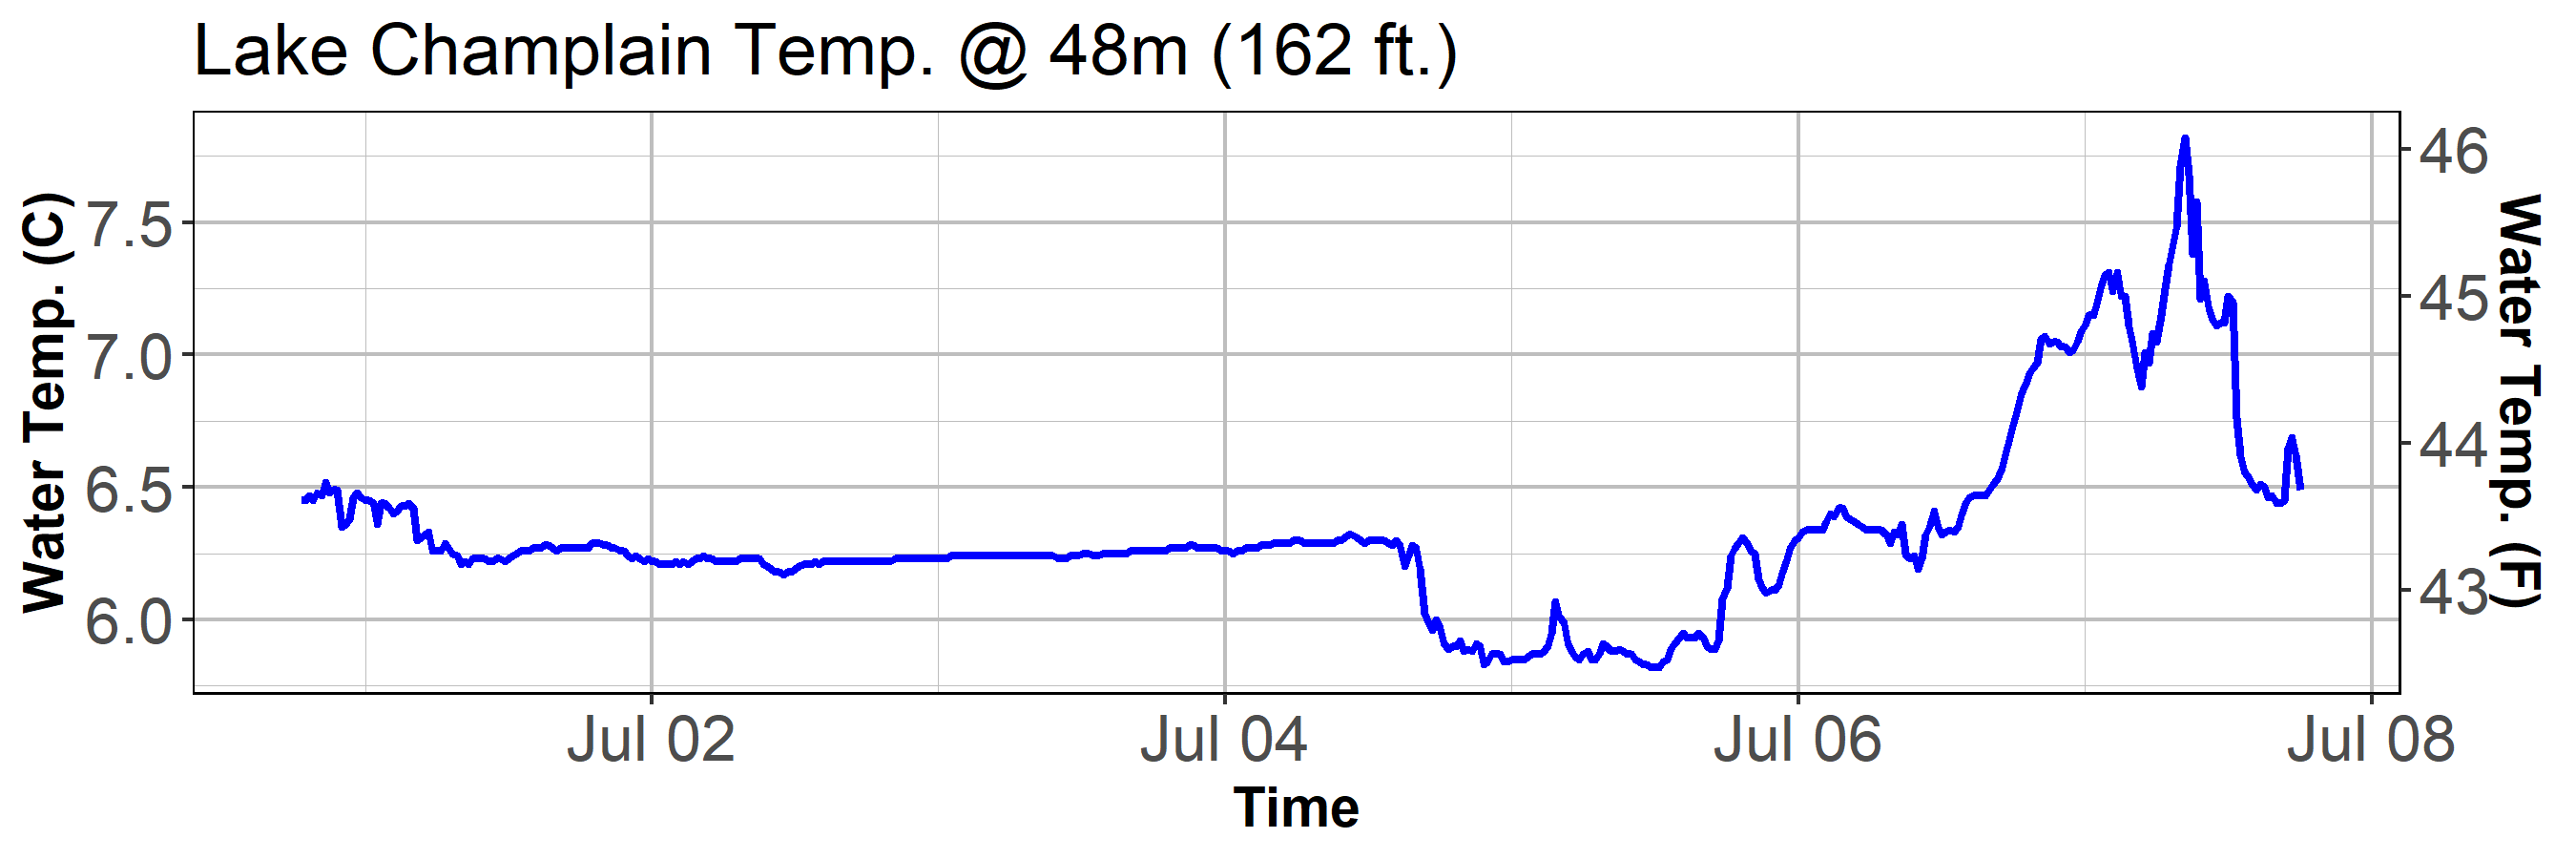 Lake Champlain Temp. @ 48m (162 ft.)
Water Temp. (C)
7.5
7.0
6.5
6.0
46
45
44
43
Water Temp. (F)
Jul 02 Jul 04 Jul 06 Jul 08
Time